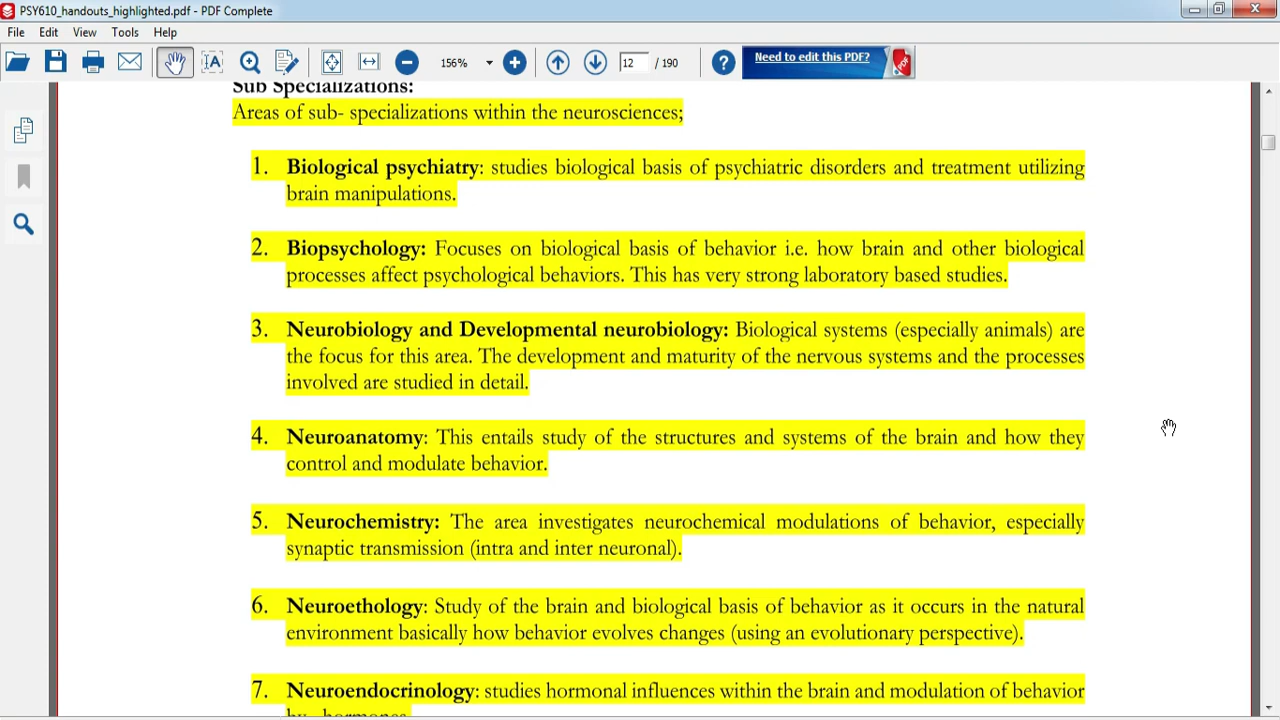 PSY610_handouts_highlighted.pdf - PDF Complete
File Edit View Tools Help
156% 12 / 190 Need to edit this PDF?
Sub Specializations:
Areas of sub- specializations within the neurosciences;
1. Biological psychiatry: studies biological basis of psychiatric disorders and treatment utilizing
brain manipulations.
2. Biopsychology: Focuses on biological basis of behavior i.e. how brain and other biological
processes affect psychological behaviors. This has very strong laboratory based studies.
3. Neurobiology and Developmental neurobiology: Biological systems (especially animals) are
the focus for this area. The development and maturity of the nervous systems and the processes
involved are studied in detail.
4. Neuroanatomy: This entails study of the structures and systems of the brain and how they
control and modulate behavior.
5. Neurochemistry: The area investigates neurochemical modulations of behavior, especially
synaptic transmission (intra and inter neuronal).
6. Neuroethology: Study of the brain and biological basis of behavior as it occurs in the natural
environment basically how behavior evolves changes (using an evolutionary perspective).
7. Neuroendocrinology: studies hormonal influences within the brain and modulation of behavior
by hormones